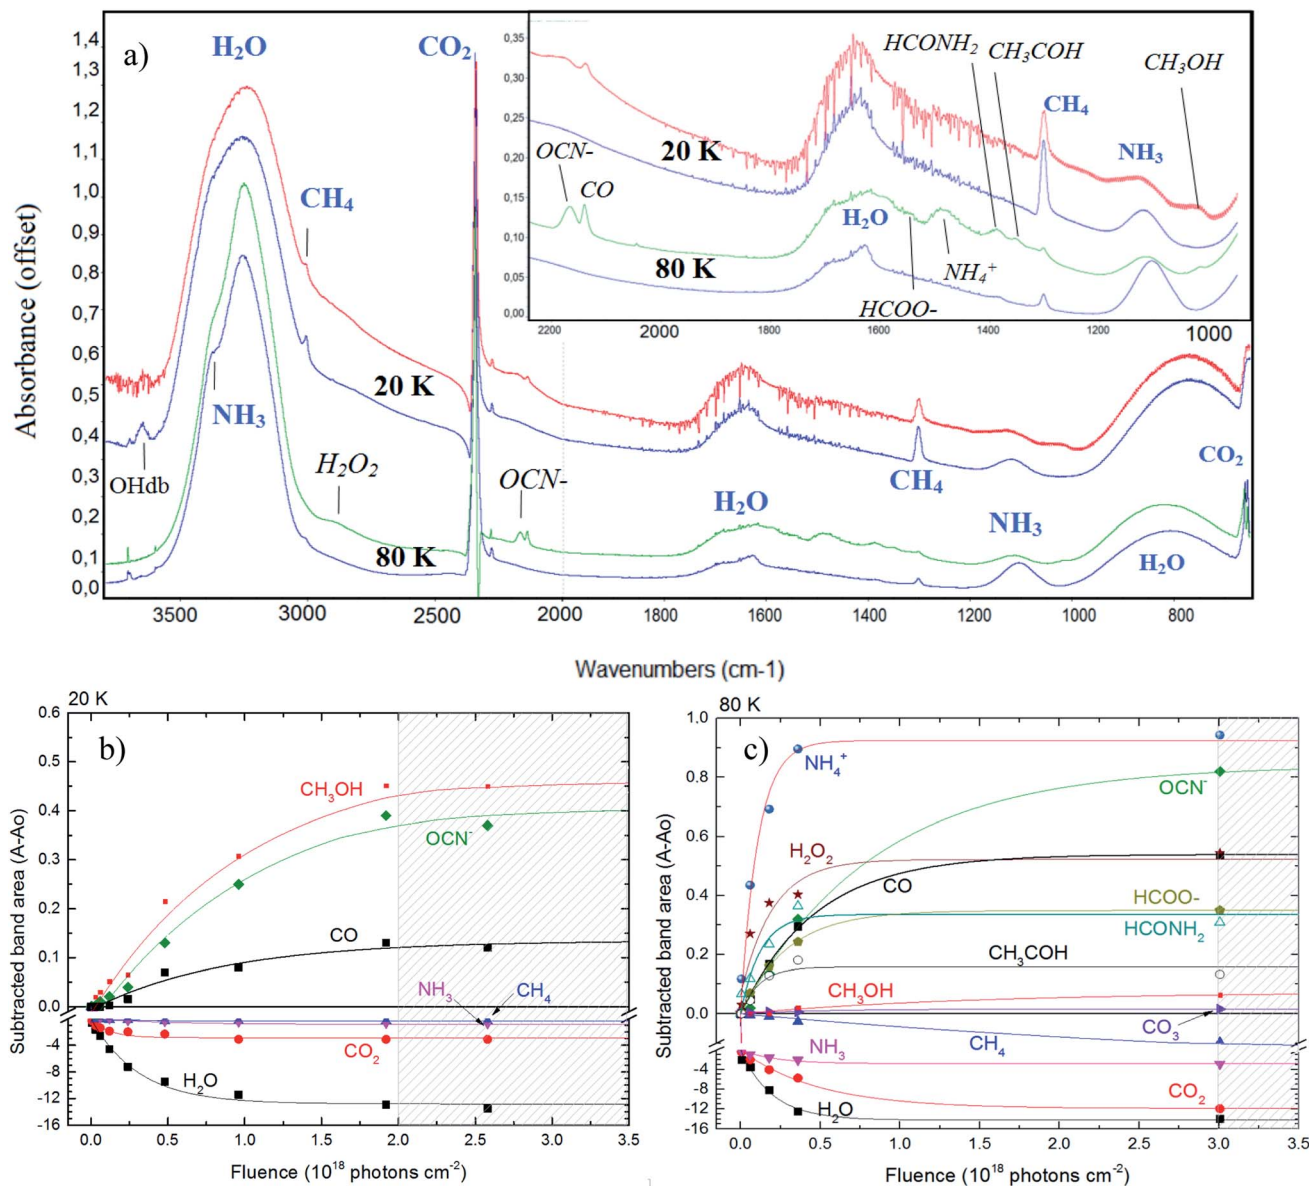 a)
Absorbance (offset)
1,4
1,3
1,2
1,1
1,0
0,9
0,8
0,7
0,6
0,5
0,4
0,3
0,2
0,1
0,0
H₂O
CO₂
CH₄
20 K
NH₃
OHdb
H₂O₂
OCN-
80 K
H₂O
CH₄
NH₃
CO₂
H₂O
3500 3000 2500 2000 1800 1600 1400 1200 1000 800
Wavenumbers (cm-1)
0,35
0,30
0,25
0,20
0,15
0,10
0,05
0,00
HCONH₂
CH₃COH
CH₃OH
CH₄
NH₃
20 K
OCN-
CO
H₂O
80 K
NH₄⁺
HCOO-
2200 2000 1800 1600 1400 1200 1000
20 K
b)
Subtracted band area (A-Ao)
0.6
0.5
0.4
0.3
0.2
0.1
0.0
-4
-8
-12
-16
CH₃OH
OCN⁻
CO
NH₃
CH₄
CO₂
H₂O
0.0 0.5 1.0 1.5 2.0 2.5 3.0 3.5
Fluence (10¹⁸ photons cm⁻²)
80 K
c)
Subtracted band area (A-Ao)
1.0
0.8
0.6
0.4
0.2
0.0
-4
-8
-12
-16
NH₄⁺
OCN⁻
H₂O₂
CO
HCOO-
HCONH₂
CH₃COH
CH₃OH
CO₃
CH₄
NH₃
CO₂
H₂O
0.0 0.5 1.0 1.5 2.0 2.5 3.0 3.5
Fluence (10¹⁸ photons cm⁻²)